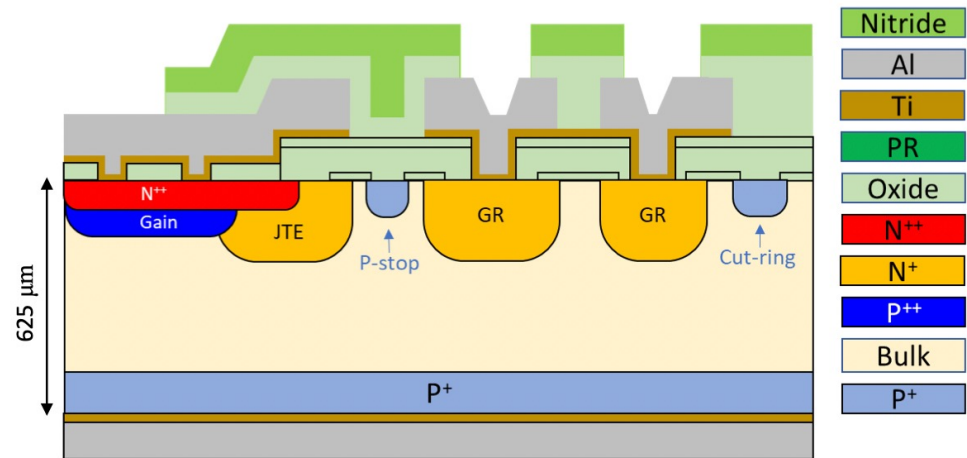 Nitride
Al
Ti
PR
Oxide
N++
N+
P++
Bulk
P+
N++
Gain
JTE
P-stop
GR
GR
Cut-ring
625 µm
P+